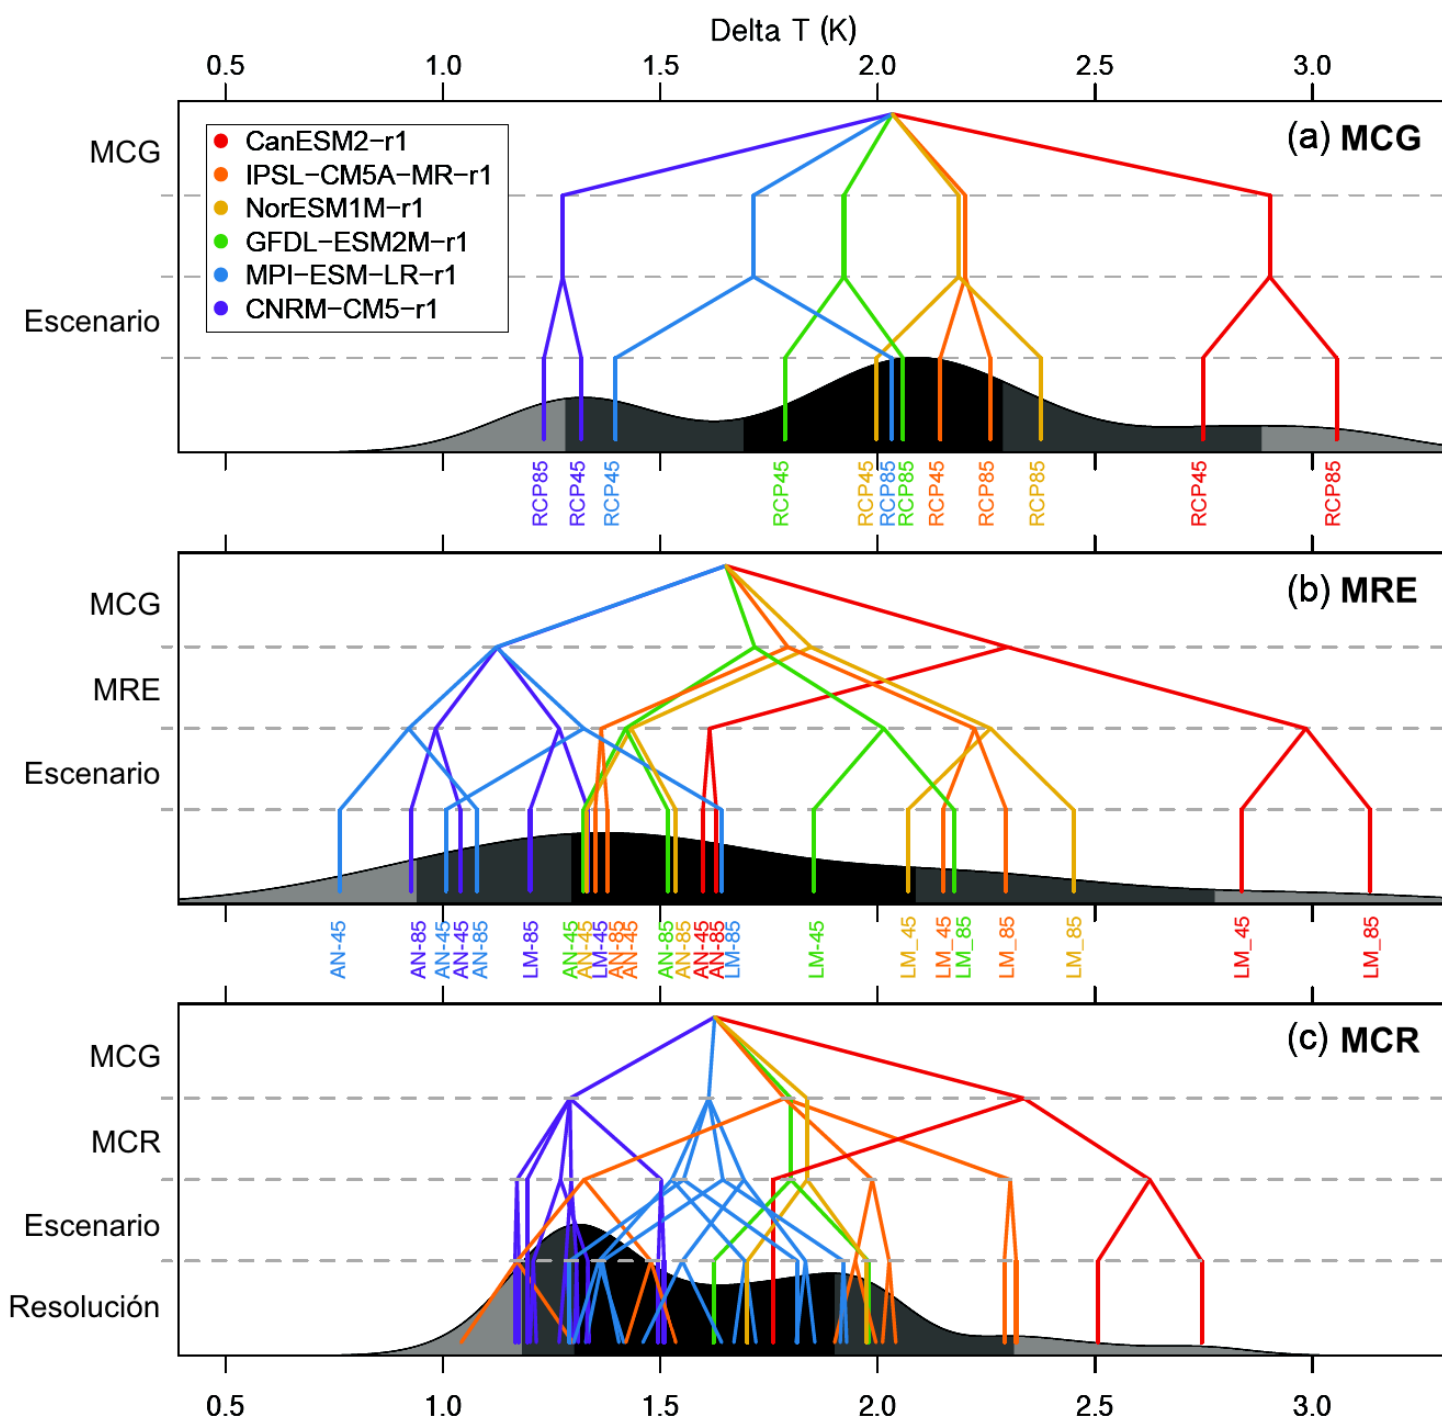 Delta T (K)
0.5 1.0 1.5 2.0 2.5 3.0
(a) MCG
MCG
Escenario
CanESM2-r1
IPSL-CM5A-MR-r1
NorESM1M-r1
GFDL-ESM2M-r1
MPI-ESM-LR-r1
CNRM-CM5-r1
RCP85 RCP45 RCP45 RCP45 RCP45 RCP85 RCP85 RCP45 RCP85 RCP85 RCP45 RCP85
(b) MRE
MCG
MRE
Escenario
AN-45 AN-85 AN-45 AN-45 AN-85 LM-85 AN-45 AN-45 LM-45 AN-85 AN-45 AN-85 AN-85 AN-45 AN-85 LM-85 LM-45 LM_45 LM_45 LM_85 LM_85 LM_85 LM_45 LM_85
(c) MCR
MCG
MCR
Escenario
Resolución
0.5 1.0 1.5 2.0 2.5 3.0